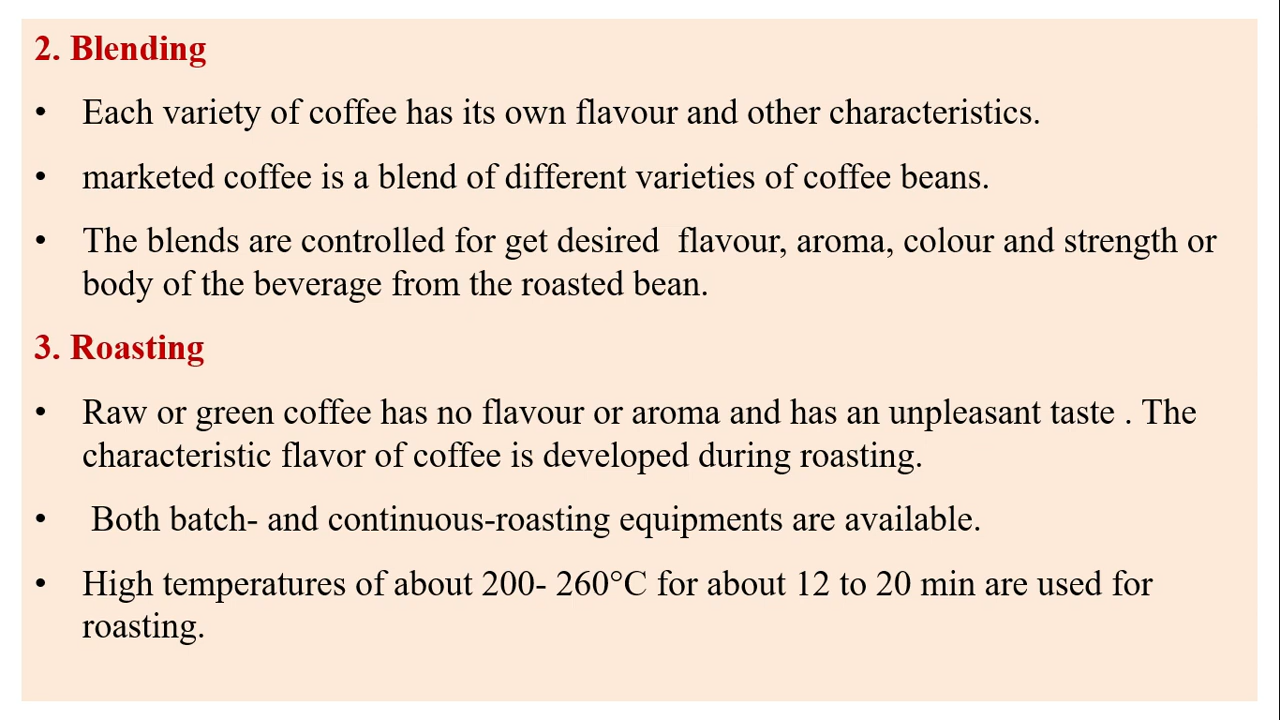 2. Blending
• Each variety of coffee has its own flavour and other characteristics.
• marketed coffee is a blend of different varieties of coffee beans.
• The blends are controlled for get desired  flavour, aroma, colour and strength or
body of the beverage from the roasted bean.
3. Roasting
• Raw or green coffee has no flavour or aroma and has an unpleasant taste . The
characteristic flavor of coffee is developed during roasting.
• Both batch- and continuous-roasting equipments are available.
• High temperatures of about 200- 260°C for about 12 to 20 min are used for
roasting.